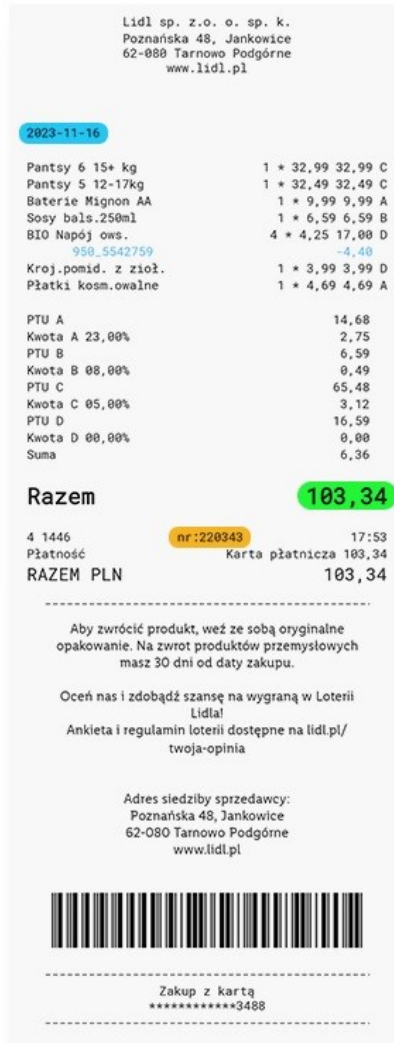 Lidl sp. z.o. o. sp. k.
Poznańska 48, Jankowice
62-080 Tarnowo Podgórne
www.lidl.pl
2023-11-16
Pantsy 6 15+ kg 1 * 32,99 32,99 C
Pantsy 5 12-17kg 1 * 32,49 32,49 C
Baterie Mignon AA 1 * 9,99 9,99 A
Sosy bals.250ml 1 * 6,59 6,59 B
BIO Napój ows. 4 * 4,25 17,00 D
950_5542759 -4,40
Kroj.pomid. z zioł. 1 * 3,99 3,99 D
Płatki kosm.owalne 1 * 4,69 4,69 A
PTU A 14,68
Kwota A 23,00% 2,75
PTU B 6,59
Kwota B 08,00% 0,49
PTU C 65,48
Kwota C 05,00% 3,12
PTU D 16,59
Kwota D 00,00% 0,00
Suma 6,36
Razem 103,34
4 1446 nr:220343 17:53
Płatność Karta płatnicza 103,34
RAZEM PLN 103,34
Aby zwrócić produkt, weź ze sobą oryginalne
opakowanie. Na zwrot produktów przemysłowych
masz 30 dni od daty zakupu.
Oceń nas i zdobądź szansę na wygraną w Loterii
Lidla!
Ankieta i regulamin loterii dostępne na lidl.pl/
twoja-opinia
Adres siedziby sprzedawcy:
Poznańska 48, Jankowice
62-080 Tarnowo Podgórne
www.lidl.pl
Zakup z kartą
************3488